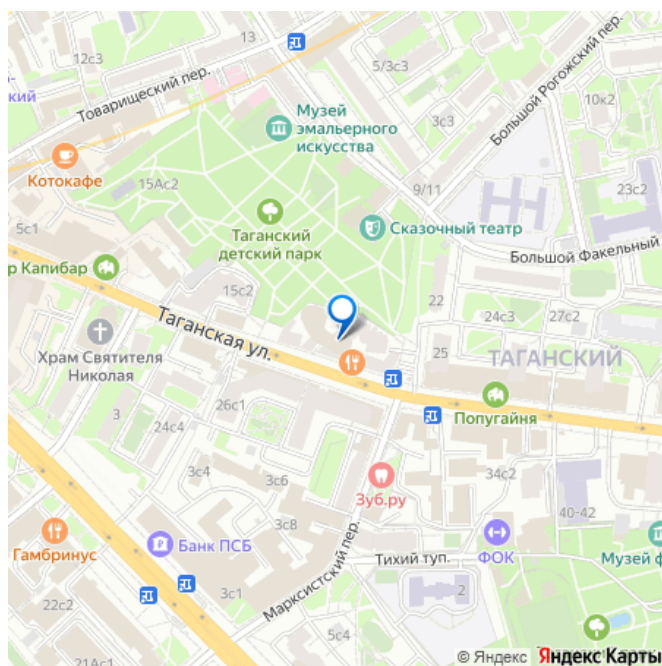 12с3
13
5/3с3
Большой Рогожский пер.
10к2
ский
Товарищеский пер.
3с3
Музей
эмальерного
искусства
Котокафе
15Ас2
9/11
23с2
5с1
Таганский
детский парк
Сказочный театр
Большой Факельный
р Капибар
15с2
22
24с3
27с2
Таганская ул.
Храм Святителя
Николая
25
ТАГАНСКИЙ
Попугайня
3
26с1
24с4
3с4
3с6
34с2
Зуб.ру
40-42
3с8
Гамбринус
Банк ПСБ
Марксистский пер.
Тихий туп.
ФОК
Музей ф
3с1
2
22с2
5с4
21Ас1
© Яндекс Яндекс Карты